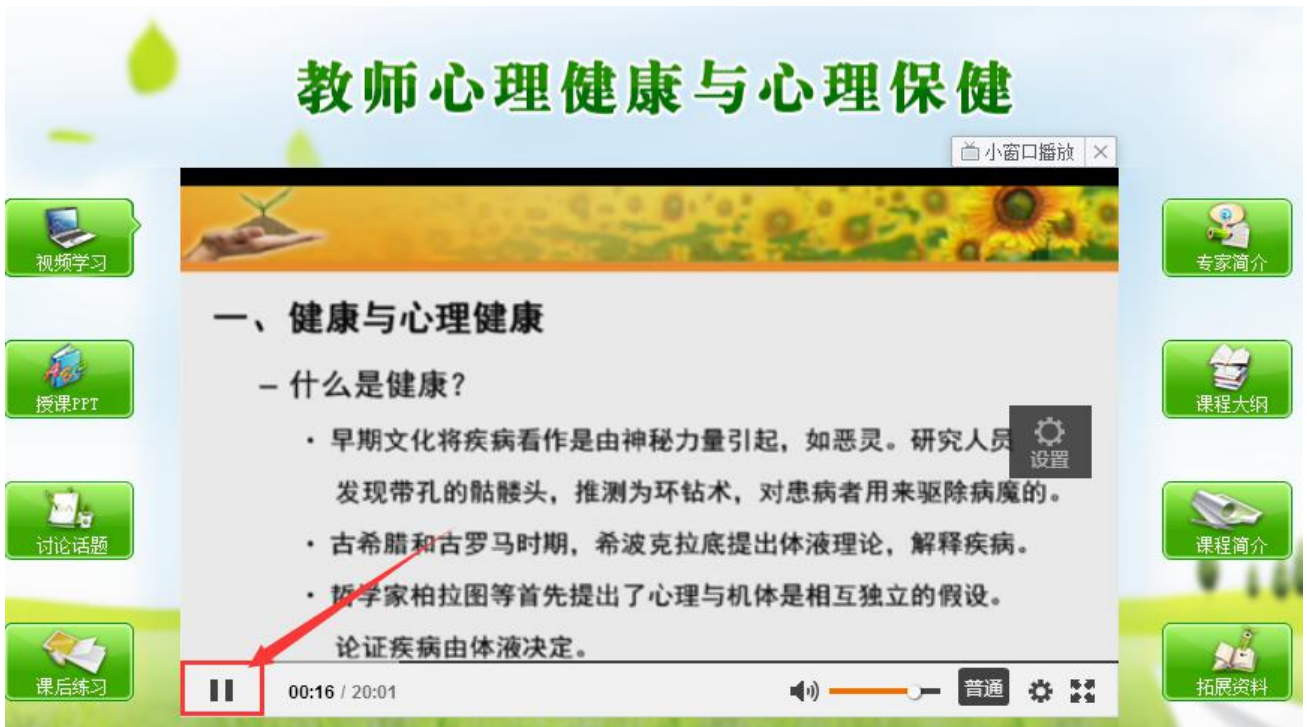 教师心理健康与心理保健
小窗口播放
视频学习
授课PPT
讨论话题
课后练习
一、健康与心理健康
– 什么是健康？
· 早期文化将疾病看作是由神秘力量引起，如恶灵。研究人员
发现带孔的骷髅头，推测为环钻术，对患病者用来驱除病魔的。
· 古希腊和古罗马时期，希波克拉底提出体液理论，解释疾病。
· 哲学家柏拉图等首先提出了心理与机体是相互独立的假设。
论证疾病由体液决定。
设置
00:16 / 20:01
普通
专家简介
课程大纲
课程简介
拓展资料